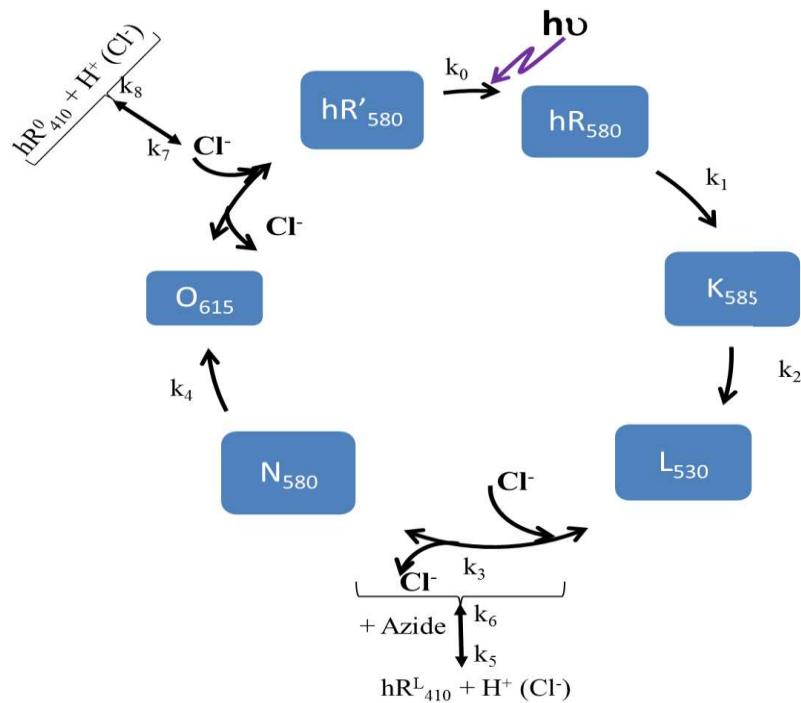 hυ
k₀
hR'₅₈₀
hR₅₈₀
hR⁰₄₁₀ + H⁺ (Cl⁻)
k₈
k₇
Cl⁻
Cl⁻
k₁
O₆₁₅
K₅₈₅
k₂
k₄
N₅₈₀
L₅₃₀
Cl⁻
k₃
Cl⁻
+ Azide
k₆
k₅
hRᴸ₄₁₀ + H⁺ (Cl⁻)